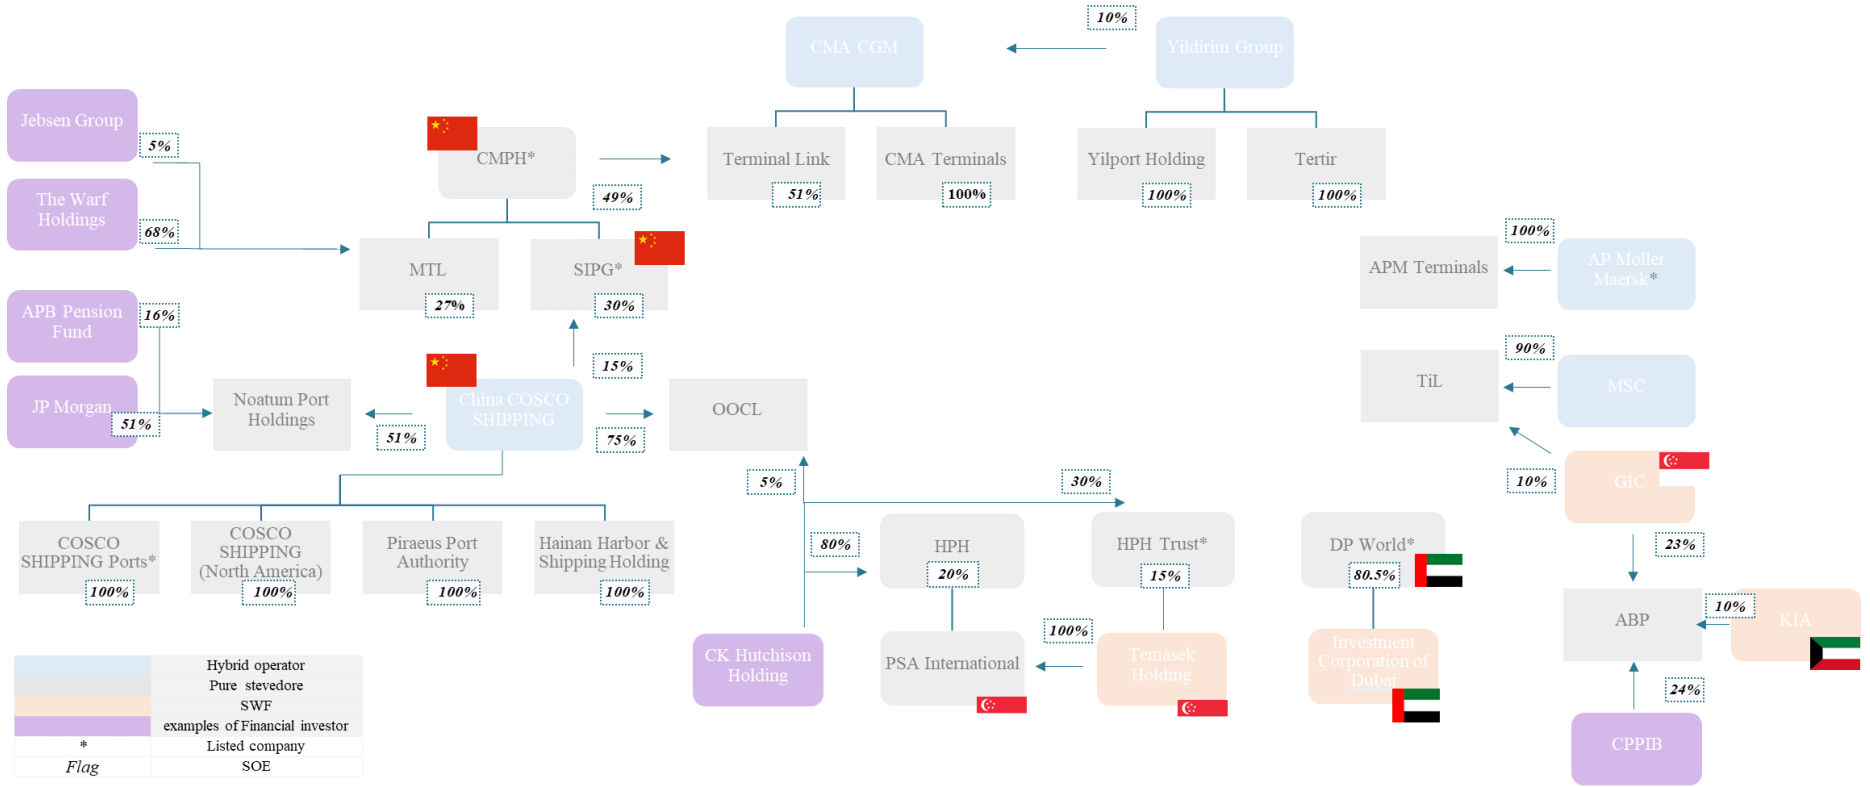 10%
CMA CGM
Yildirim Group
Jebsen Group
5%
CMPH*
49%
Terminal Link
51%
CMA Terminals
100%
Yilport Holding
100%
Tertir
100%
The Warf
Holdings
68%
MTL
27%
SIPG*
30%
APM Terminals
100%
AP Moller
Maersk*
APB Pension
Fund
16%
JP Morgan
51%
Noatum Port
Holdings
51%
China COSCO
SHIPPING
15%
75%
OOCL
TiL
90%
MSC
10%
GIC
5%
30%
COSCO
SHIPPING Ports*
100%
COSCO
SHIPPING
(North America)
100%
Piraeus Port
Authority
100%
Hainan Harbor &
Shipping Holding
100%
80%
HPH
20%
HPH Trust*
15%
DP World*
80.5%
23%
ABP
10%
KIA
CK Hutchison
Holding
PSA International
100%
Temasek
Holding
Investment
Corporation of
Dubai
24%
CPPIB
Hybrid operator
Pure stevedore
SWF
examples of Financial investor
* Listed company
Flag SOE